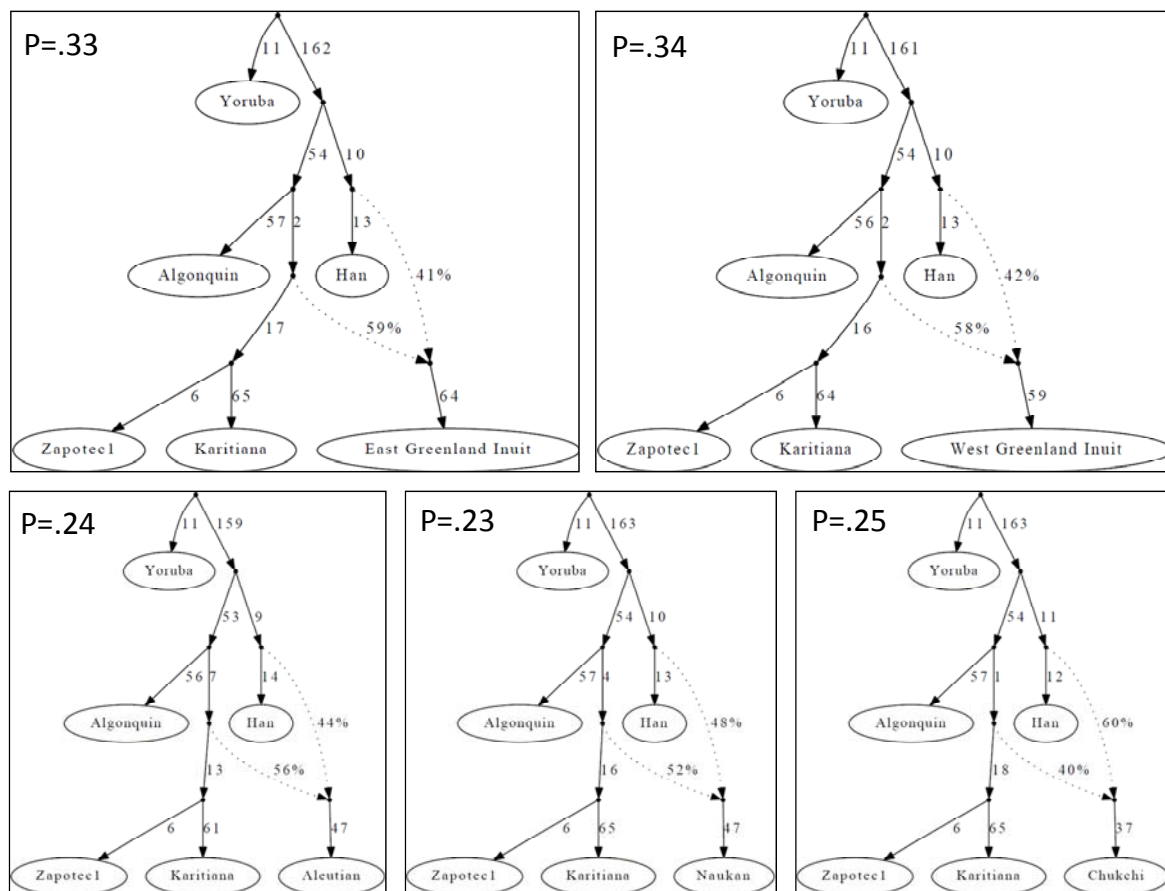 P=.33
11 162
Yoruba
54 10
57 2 13
Algonquin Han 41%
17 59%
6 65 64
Zapotec1 Karitiana East Greenland Inuit
P=.34
11 161
Yoruba
54 10
56 2 13
Algonquin Han 42%
16 58%
6 64 59
Zapotec1 Karitiana West Greenland Inuit
P=.24
11 159
Yoruba
53 9
56 7 14
Algonquin Han 44%
13 56%
6 61 47
Zapotec1 Karitiana Aleutian
P=.23
11 163
Yoruba
54 10
57 4 13
Algonquin Han 48%
16 52%
6 65 47
Zapotec1 Karitiana Naukan
P=.25
11 163
Yoruba
54 11
57 1 12
Algonquin Han 60%
18 40%
6 65 37
Zapotec1 Karitiana Chukchi